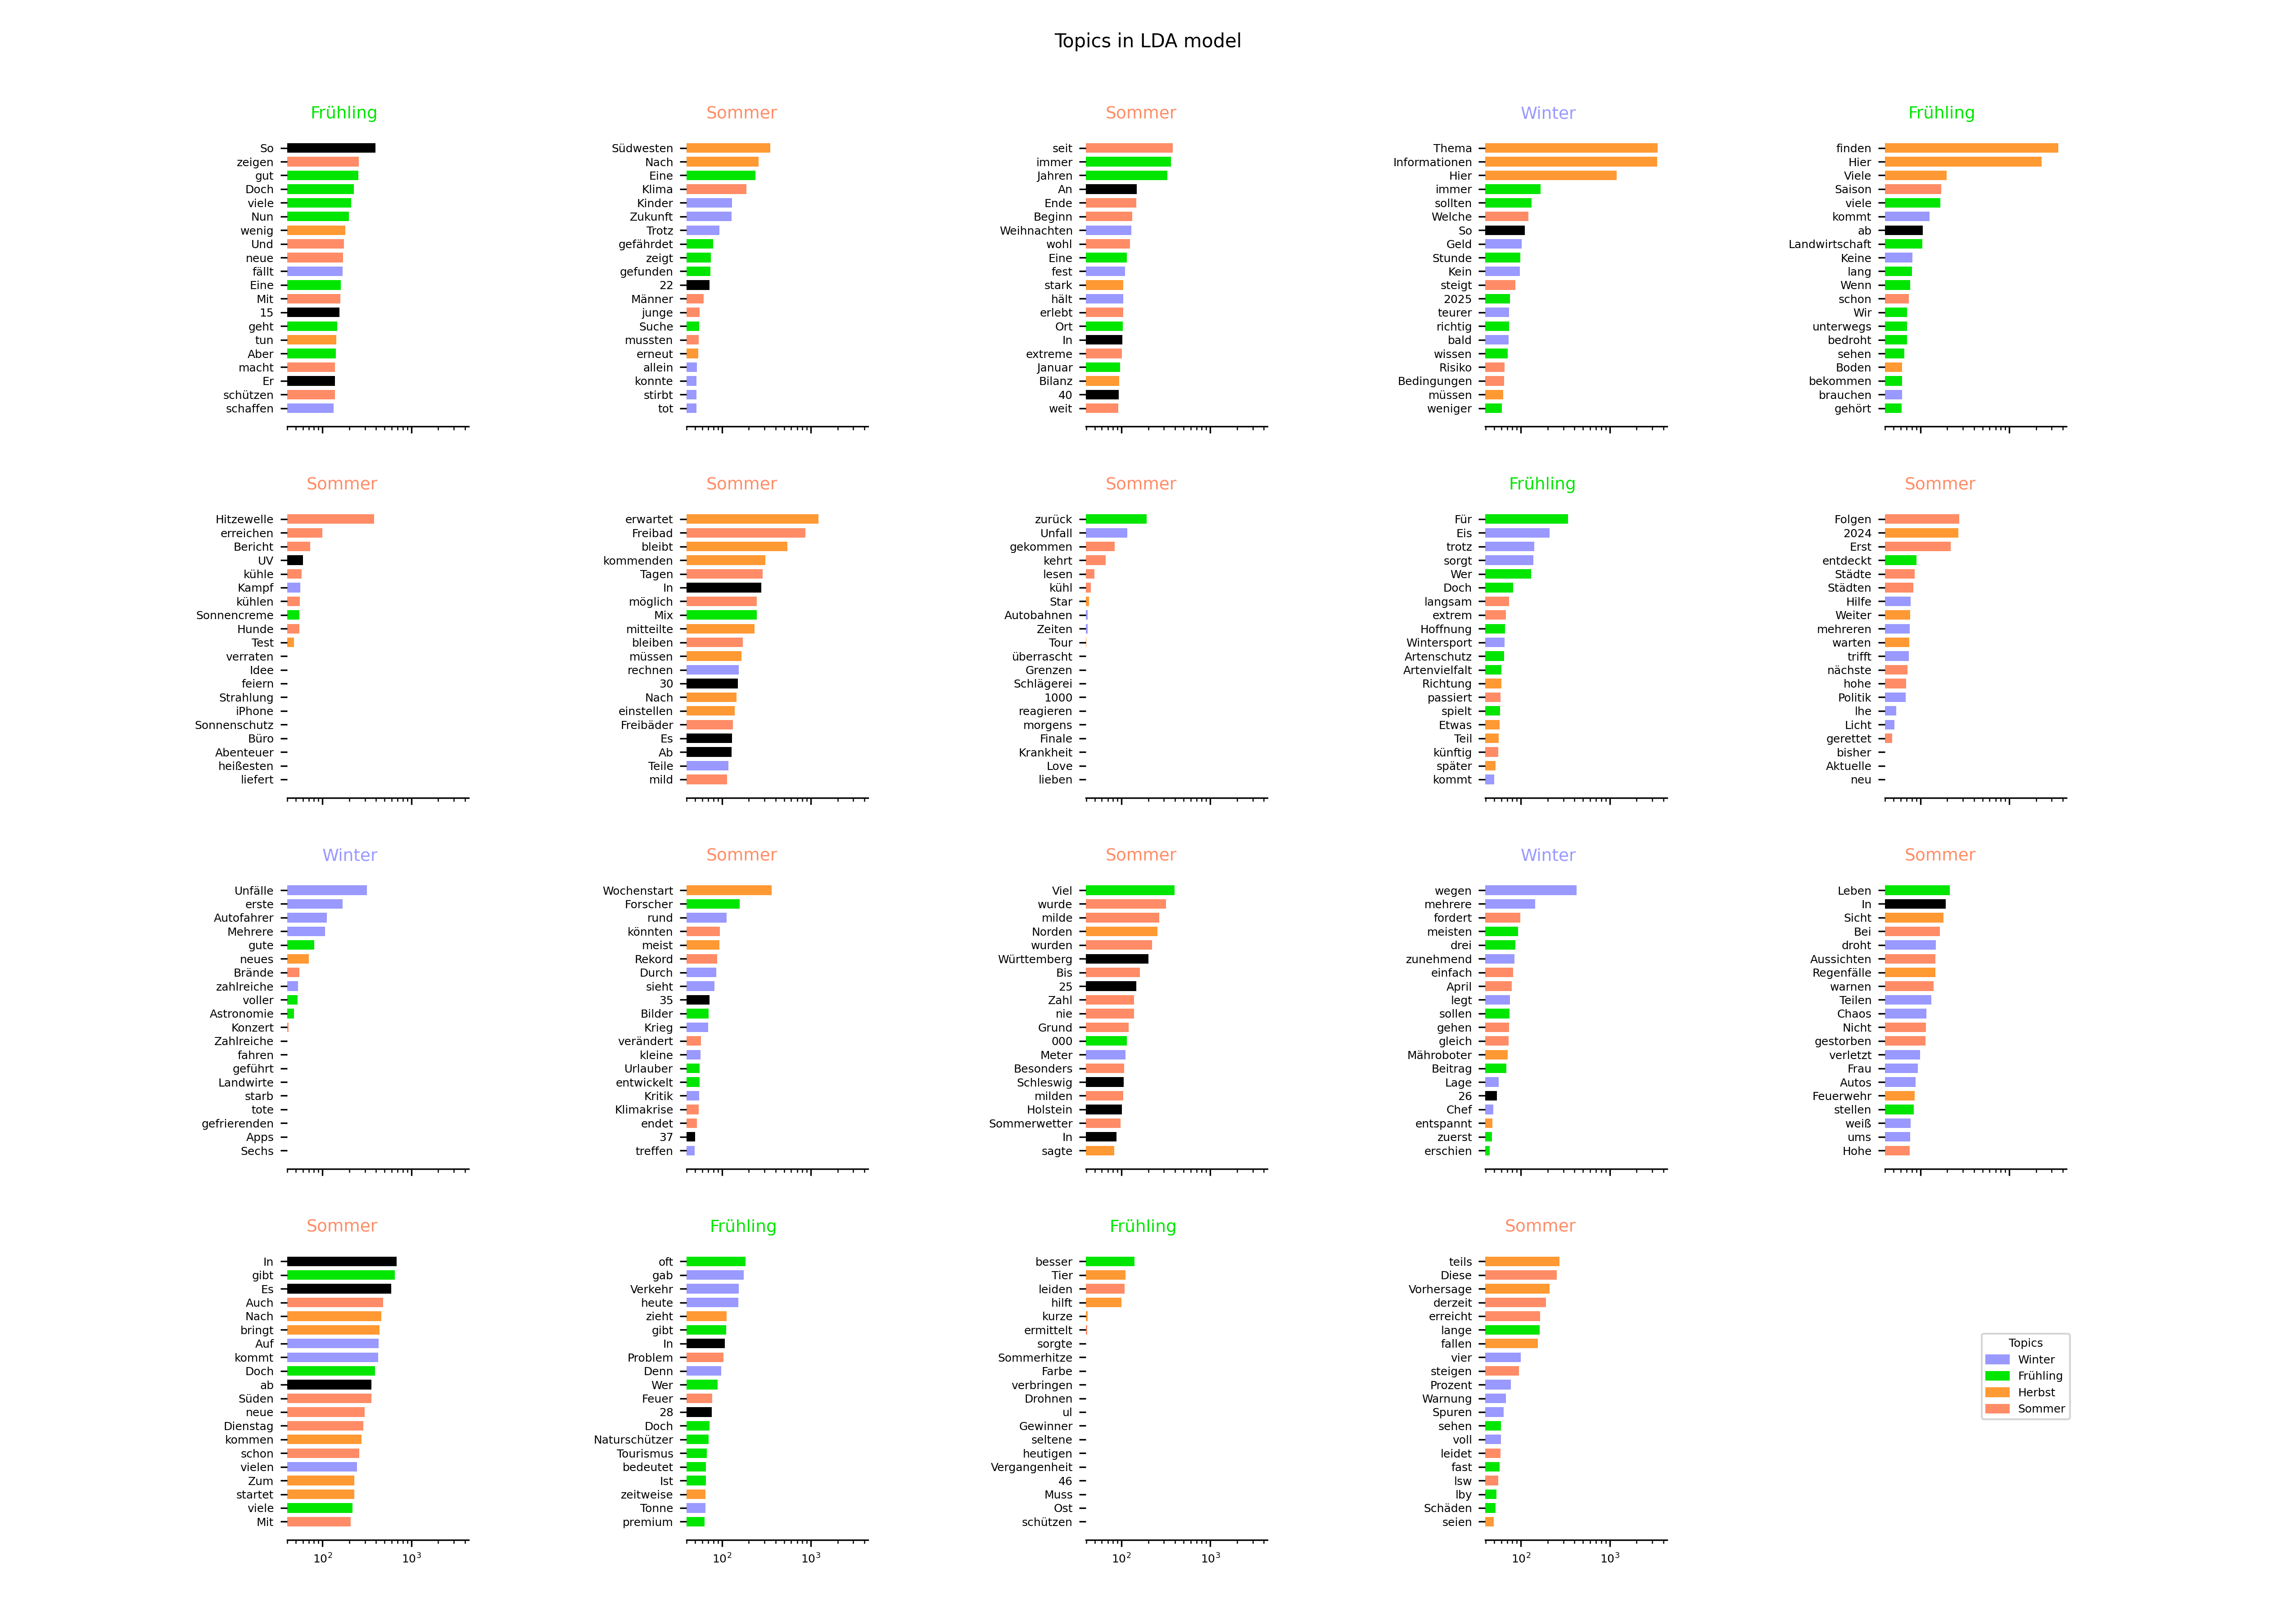 Topics in LDA model
Frühling
So
zeigen
gut
Doch
viele
Nun
wenig
Und
neue
fällt
Eine
Mit
15
geht
tun
Aber
macht
Er
schützen
schaffen
Sommer
Südwesten
Nach
Eine
Klima
Kinder
Zukunft
Trotz
gefährdet
zeigt
gefunden
22
Männer
junge
Suche
mussten
erneut
allein
konnte
stirbt
tot
Sommer
seit
immer
Jahren
An
Ende
Beginn
Weihnachten
wohl
Eine
fest
stark
hält
erlebt
Ort
In
extreme
Januar
Bilanz
40
weit
Winter
Thema
Informationen
Hier
immer
sollten
Welche
So
Geld
Stunde
Kein
steigt
2025
teurer
richtig
bald
wissen
Risiko
Bedingungen
müssen
weniger
Frühling
finden
Hier
Viele
Saison
viele
kommt
ab
Landwirtschaft
Keine
lang
Wenn
schon
Wir
unterwegs
bedroht
sehen
Boden
bekommen
brauchen
gehört
Sommer
Hitzewelle
erreichen
Bericht
UV
kühle
Kampf
kühlen
Sonnencreme
Hunde
Test
verraten
Idee
feiern
Strahlung
iPhone
Sonnenschutz
Büro
Abenteuer
heißesten
liefert
Sommer
erwartet
Freibad
bleibt
kommenden
Tagen
In
möglich
Mix
mitteilte
bleiben
müssen
rechnen
30
Nach
einstellen
Freibäder
Es
Ab
Teile
mild
Sommer
zurück
Unfall
gekommen
kehrt
lesen
kühl
Star
Autobahnen
Zeiten
Tour
überrascht
Grenzen
Schlägerei
1000
reagieren
morgens
Finale
Krankheit
Love
lieben
Frühling
Für
Eis
trotz
sorgt
Wer
Doch
langsam
extrem
Hoffnung
Wintersport
Artenschutz
Artenvielfalt
Richtung
passiert
spielt
Etwas
Teil
künftig
später
kommt
Sommer
Folgen
2024
Erst
entdeckt
Städte
Städten
Hilfe
Weiter
mehreren
warten
trifft
nächste
hohe
Politik
lhe
Licht
gerettet
bisher
Aktuelle
neu
Winter
Unfälle
erste
Autofahrer
Mehrere
gute
neues
Brände
zahlreiche
voller
Astronomie
Konzert
Zahlreiche
fahren
geführt
Landwirte
starb
tote
gefrierenden
Apps
Sechs
Sommer
Wochenstart
Forscher
rund
könnten
meist
Rekord
Durch
sieht
35
Bilder
Krieg
verändert
kleine
Urlauber
entwickelt
Kritik
Klimakrise
endet
37
treffen
Sommer
Viel
wurde
milde
Norden
wurden
Württemberg
Bis
25
Zahl
nie
Grund
000
Meter
Besonders
Schleswig
milden
Holstein
Sommerwetter
In
sagte
Winter
wegen
mehrere
fordert
meisten
drei
zunehmend
einfach
April
legt
sollen
gehen
gleich
Mähroboter
Beitrag
Lage
26
Chef
entspannt
zuerst
erschien
Sommer
Leben
In
Sicht
Bei
droht
Aussichten
Regenfälle
warnen
Teilen
Chaos
Nicht
gestorben
verletzt
Frau
Autos
Feuerwehr
stellen
weiß
ums
Hohe
Sommer
In
gibt
Es
Auch
Nach
bringt
Auf
kommt
Doch
ab
Süden
neue
Dienstag
kommen
schon
vielen
Zum
startet
viele
Mit
10² 10³
Frühling
oft
gab
Verkehr
heute
zieht
gibt
In
Problem
Denn
Wer
Feuer
28
Doch
Naturschützer
Tourismus
bedeutet
Ist
zeitweise
Tonne
premium
10² 10³
Frühling
besser
Tier
leiden
hilft
kurze
ermittelt
sorgte
Sommerhitze
Farbe
verbringen
Drohnen
ul
Gewinner
seltene
heutigen
Vergangenheit
46
Muss
Ost
schützen
10² 10³
Sommer
teils
Diese
Vorhersage
derzeit
erreicht
lange
fallen
vier
steigen
Prozent
Warnung
Spuren
sehen
voll
leidet
fast
lsw
lby
Schäden
seien
10² 10³
Topics
Winter
Frühling
Herbst
Sommer